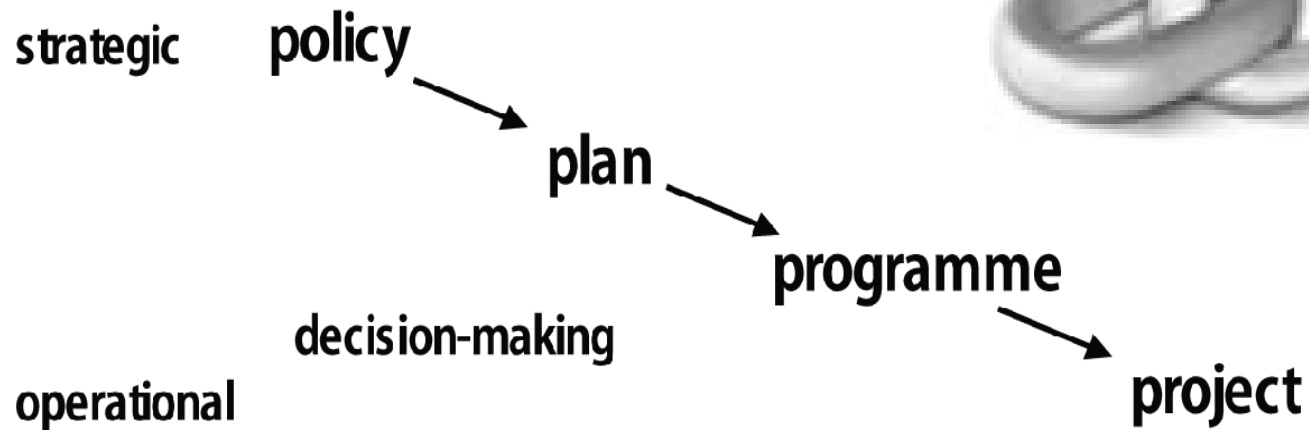 strategic policy
plan
programme
decision-making
operational
project